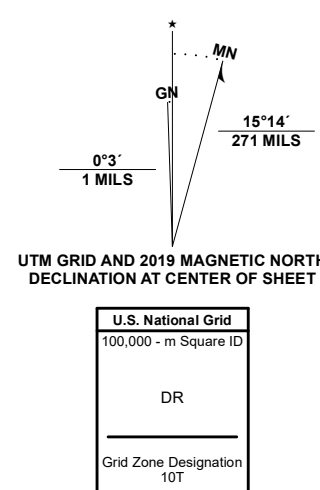 ★
MN
GN
15°14´
271 MILS
0°3´
1 MILS
UTM GRID AND 2019 MAGNETIC NORTH
DECLINATION AT CENTER OF SHEET
U.S. National Grid
100,000 - m Square ID
DR
Grid Zone Designation
10T